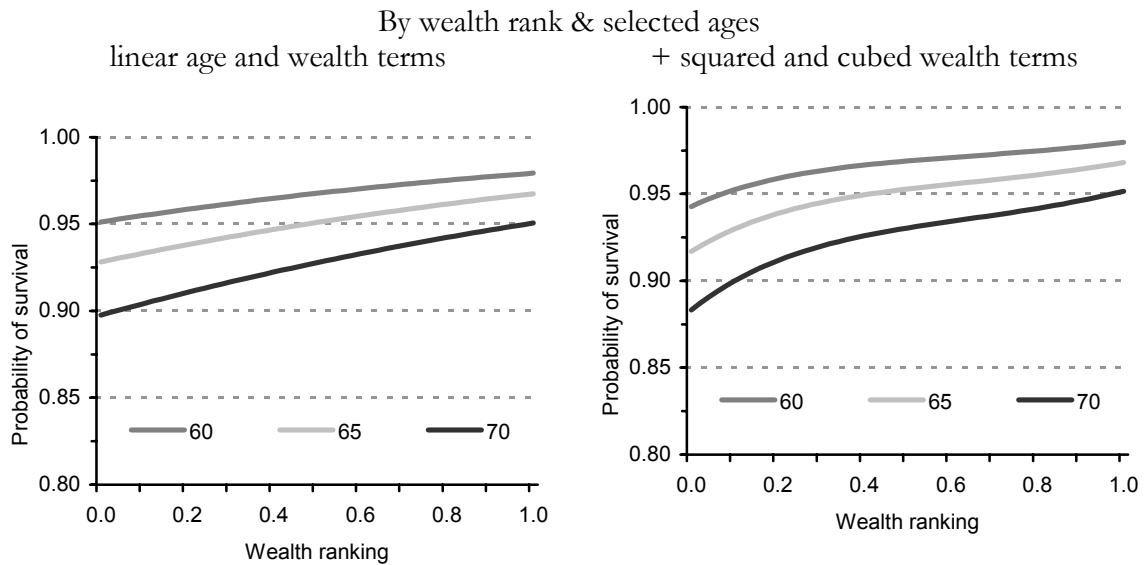 By wealth rank & selected ages
linear age and wealth terms
+ squared and cubed wealth terms
1.00
0.95
0.90
0.85
0.80
Probability of survival
60 65 70
0.0 0.2 0.4 0.6 0.8 1.0
Wealth ranking
1.00
0.95
0.90
0.85
0.80
Probability of survival
60 65 70
0.0 0.2 0.4 0.6 0.8 1.0
Wealth ranking